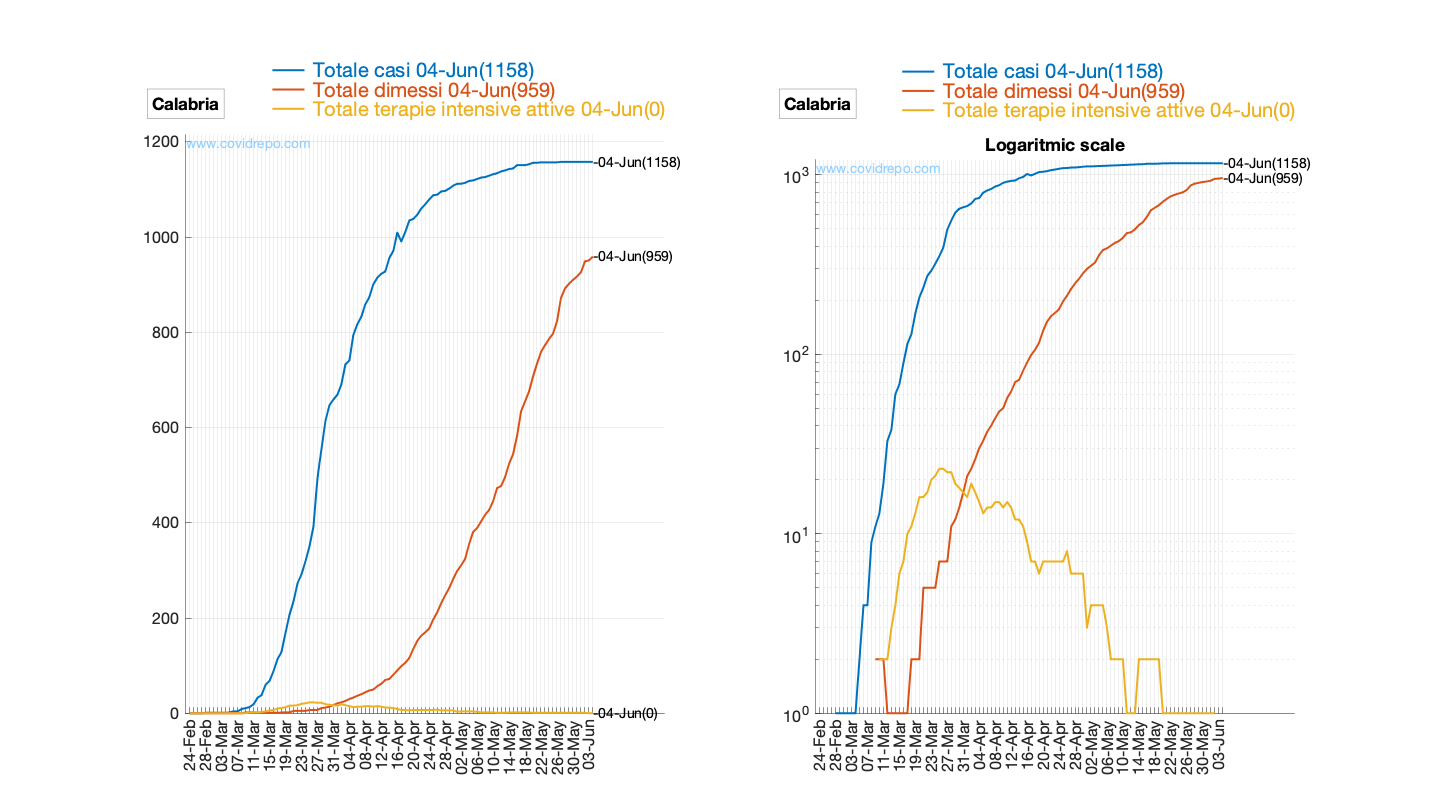 Totale casi 04-Jun(1158)
Totale dimessi 04-Jun(959)
Totale terapie intensive attive 04-Jun(0)
Calabria
www.covidrepo.com
1200
1000
800
600
400
200
0
-04-Jun(1158)
-04-Jun(959)
-04-Jun(0)
24-Feb
28-Feb
03-Mar
07-Mar
11-Mar
15-Mar
19-Mar
23-Mar
27-Mar
31-Mar
04-Apr
08-Apr
12-Apr
16-Apr
20-Apr
24-Apr
28-Apr
02-May
06-May
10-May
14-May
18-May
22-May
26-May
30-May
03-Jun
Totale casi 04-Jun(1158)
Totale dimessi 04-Jun(959)
Totale terapie intensive attive 04-Jun(0)
Calabria
Logaritmic scale
www.covidrepo.com
10^3
10^2
10^1
10^0
-04-Jun(1158)
-04-Jun(959)
24-Feb
28-Feb
03-Mar
07-Mar
11-Mar
15-Mar
19-Mar
23-Mar
27-Mar
31-Mar
04-Apr
08-Apr
12-Apr
16-Apr
20-Apr
24-Apr
28-Apr
02-May
06-May
10-May
14-May
18-May
22-May
26-May
30-May
03-Jun